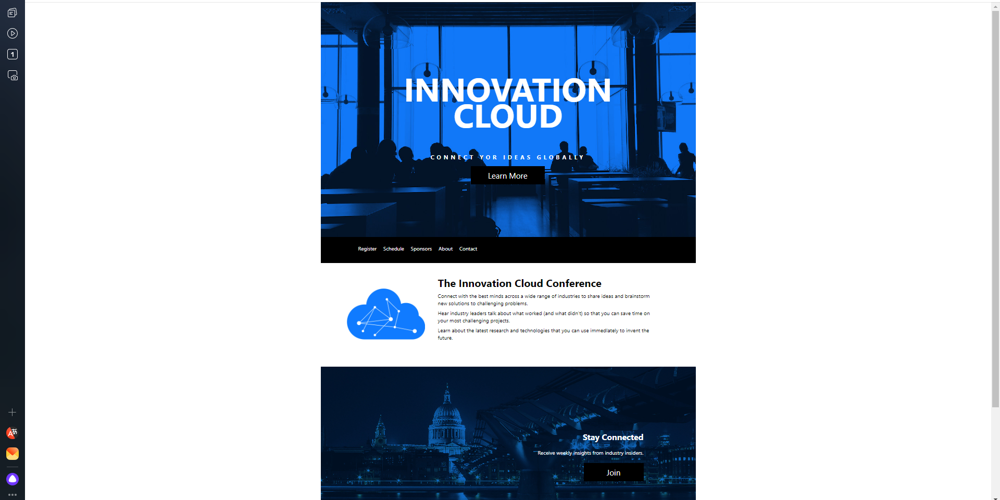 1
INNOVATION
CLOUD
CONNECT YOR IDEAS GLOBALLY
Learn More
Register Schedule Sponsors About Contact
The Innovation Cloud Conference
Connect with the best minds across a wide range of industries to share ideas and brainstorm
new solutions to challenging problems.
Hear industry leaders talk about what worked (and what didn't) so that you can save time on
your most challenging projects.
Learn about the latest research and technologies that you can use immediately to invent the
future.
Stay Connected
Receive weekly insights from industry insiders.
Join